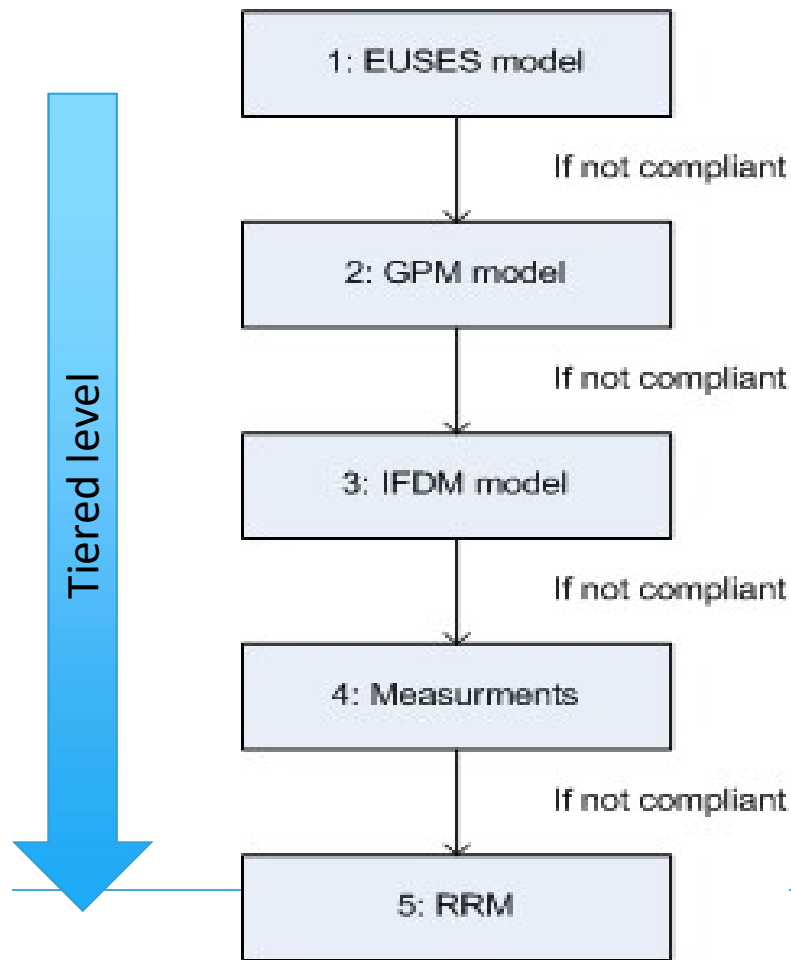 1: EUSES model
If not compliant
2: GPM model
If not compliant
Tiered level
3: IFDM model
If not compliant
4: Measurments
If not compliant
5: RRM